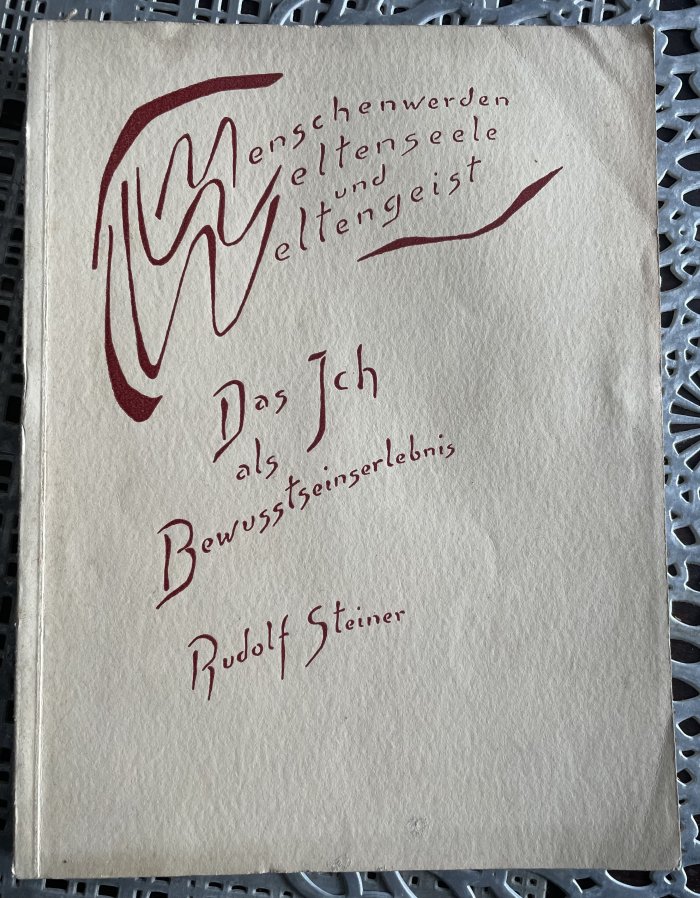 Menschenwerden
Weltenseele
und
Weltengeist
Das Ich
als
Bewusstseinserlebnis
Rudolf Steiner